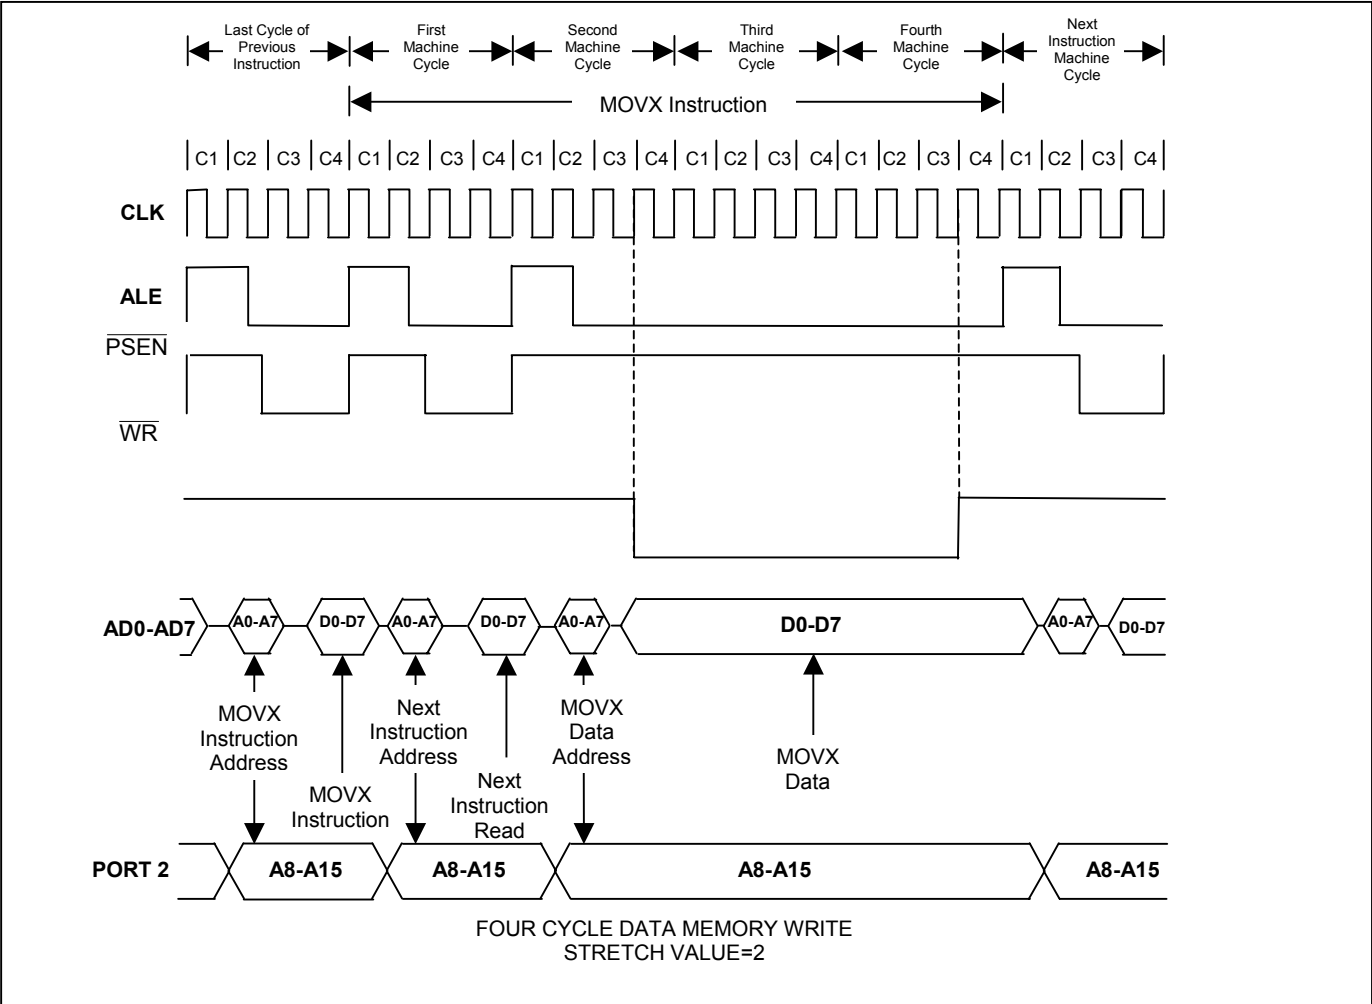 Last Cycle of
Previous
Instruction
First
Machine
Cycle
Second
Machine
Cycle
Third
Machine
Cycle
Fourth
Machine
Cycle
Next
Instruction
Machine
Cycle
MOVX Instruction
C1 C2 C3 C4 C1 C2 C3 C4 C1 C2 C3 C4 C1 C2 C3 C4 C1 C2 C3 C4 C1 C2 C3 C4
CLK
ALE
PSEN
WR
AD0-AD7 A0-A7 D0-D7 A0-A7 D0-D7 A0-A7 D0-D7 A0-A7 D0-D7
MOVX
Instruction
Address
MOVX
Instruction
Next
Instruction
Address
Next
Instruction
Read
MOVX
Data
Address
MOVX
Data
PORT 2 A8-A15 A8-A15 A8-A15 A8-A15
FOUR CYCLE DATA MEMORY WRITE
STRETCH VALUE=2